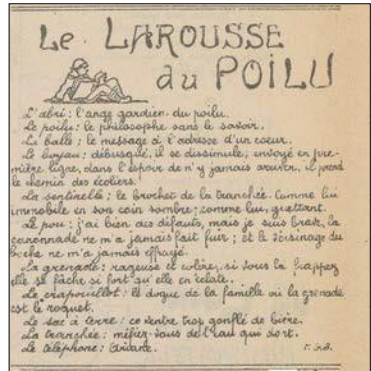 Le LAROUSSE
du POILU
L'abri : l'ange gardien du poilu.
Le poilu : le philosophe sans le savoir.
La balle : le message à l'adresse d'un cœur.
Le boyau : débusqué, il se dissimule ; envoyé en pre-
mière ligne, dans l'espoir de n'y jamais arriver, il prend
le chemin des écoliers.
La sentinelle : le brochet de la tranchée. Comme lui
immobile en son coin sombre ; comme lui, guettant.
Le pou : j'ai bien des défauts, mais je suis brave, la
canonnade ne m'a jamais fait fuir ; et le voisinage du
boche ne m'a jamais effrayé.
La grenade : rageuse et colère, si vous la frappez
elle se fâche si fort qu'elle en éclate.
Le crapouillot : le dogue de la famille où la grenade
est le roquet.
Le sac à terre : ce ventre trop gonflé de bière.
La tranchée : méfiez-vous de l'eau qui dort.
Le téléphone :